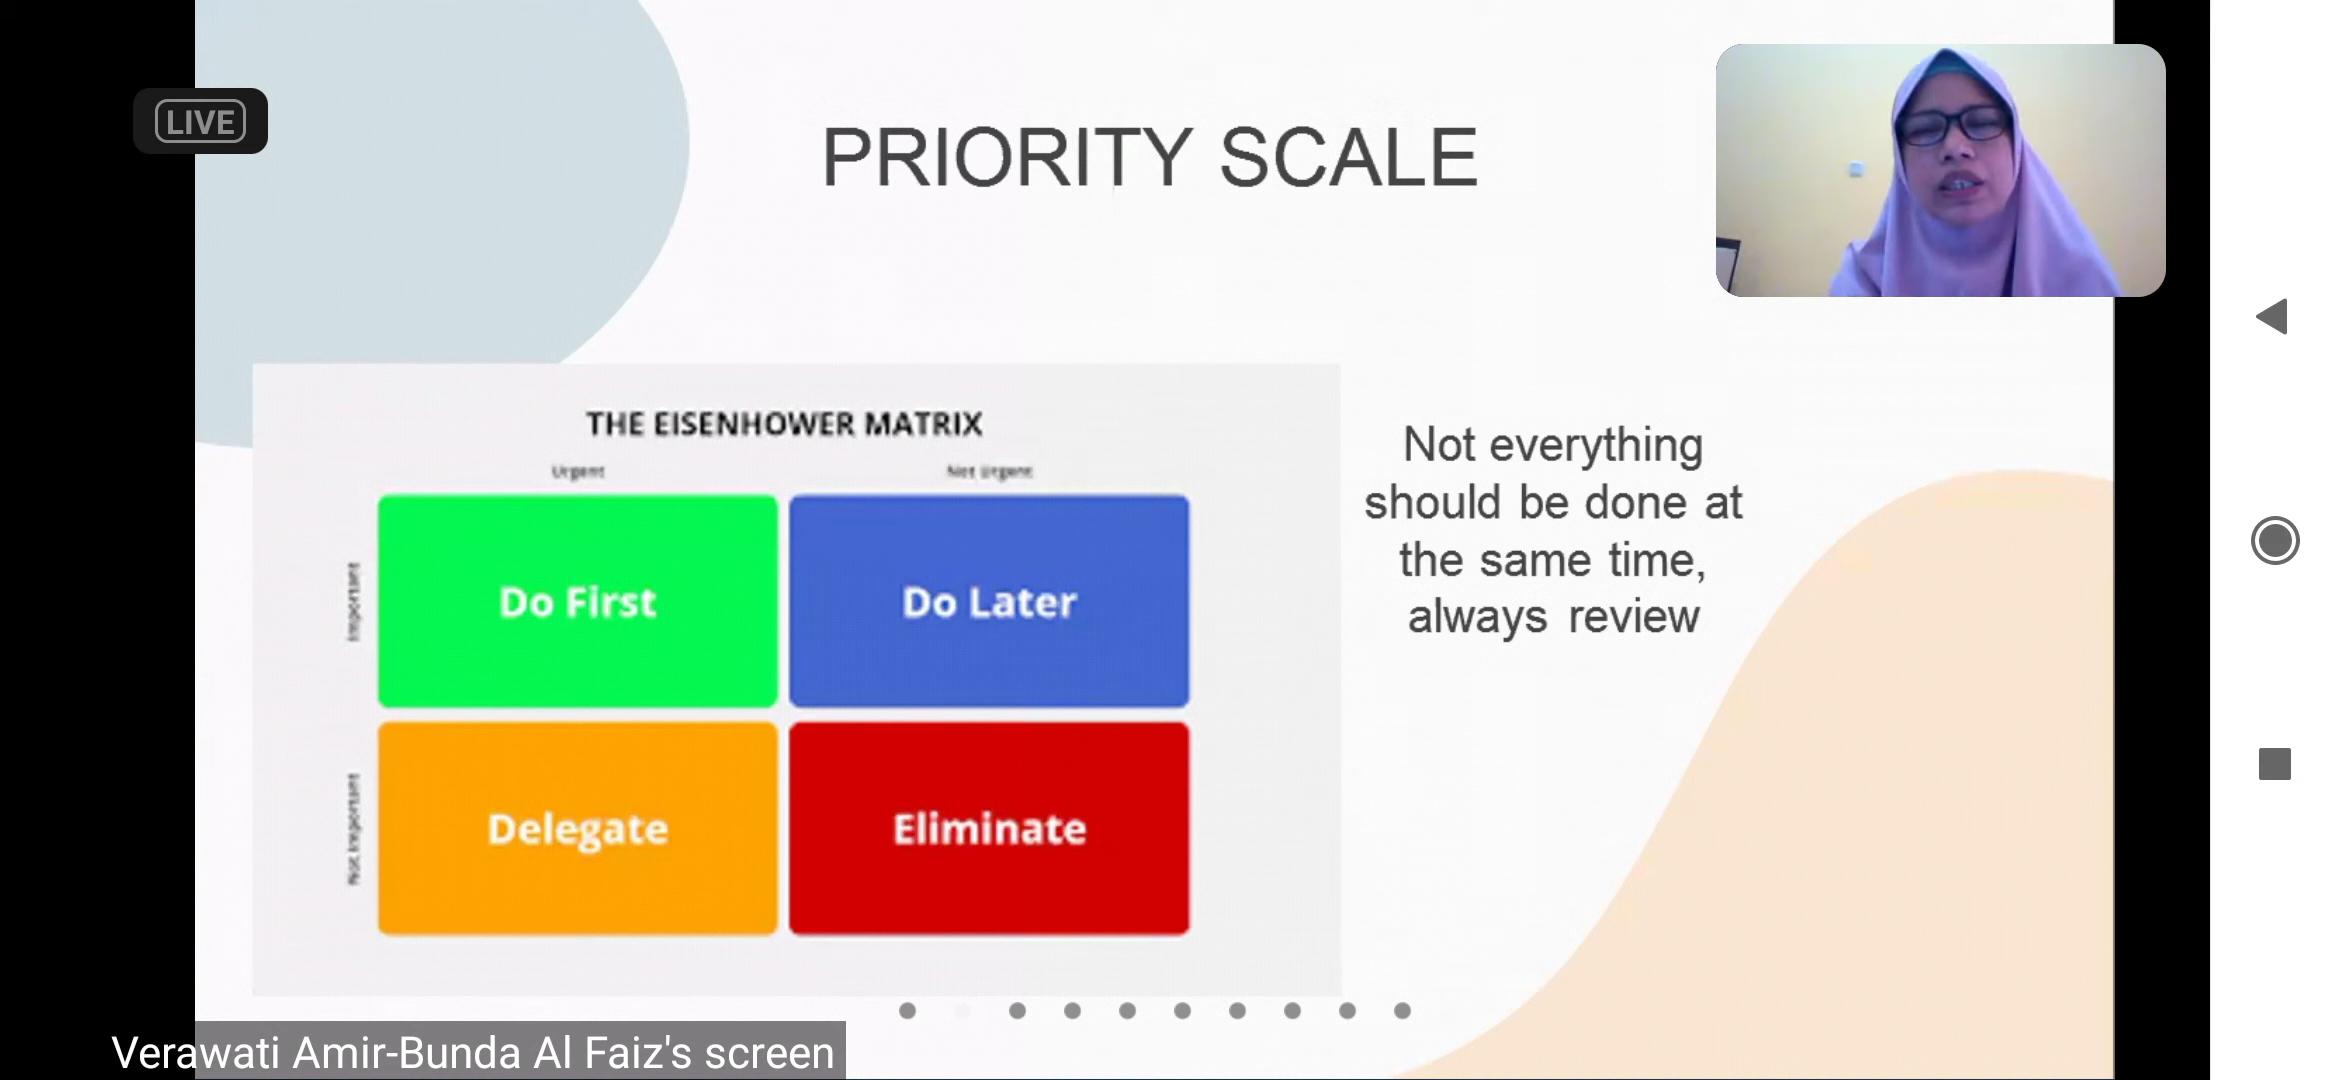 LIVE
PRIORITY SCALE
THE EISENHOWER MATRIX
Urgent
Not Urgent
Important
Do First
Do Later
Not Important
Delegate
Eliminate
Not everything
should be done at
the same time,
always review
Verawati Amir-Bunda Al Faiz's screen